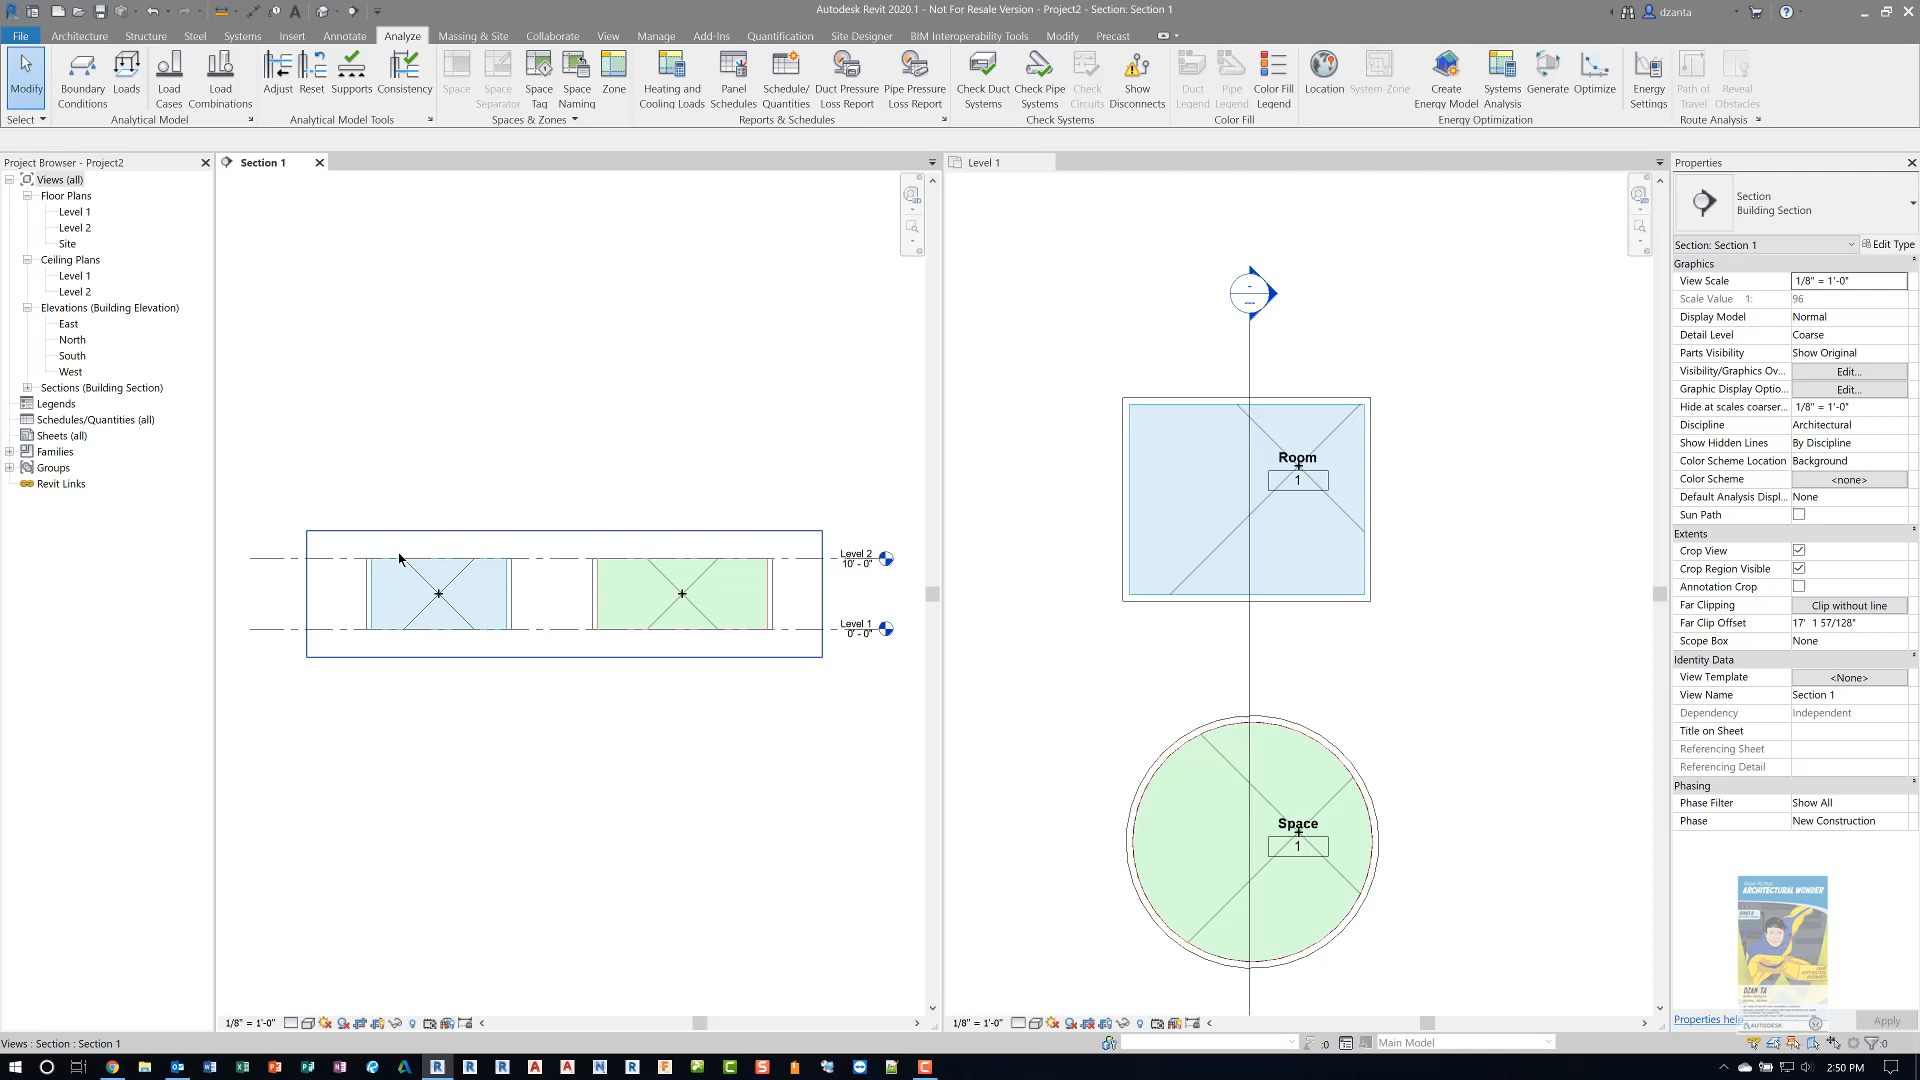 Autodesk Revit 2020.1 - Not For Resale Version - Project2 - Section: Section 1
dzanta
File
Architecture
Structure
Steel
Systems
Insert
Annotate
Analyze
Massing & Site
Collaborate
View
Manage
Add-Ins
Quantification
Site Designer
BIM Interoperability Tools
Modify
Precast
Modify
Boundary
Conditions
Loads
Load
Cases
Load
Combinations
Adjust
Reset
Supports
Consistency
Space
Space
Separator
Space
Tag
Space
Naming
Zone
Heating and
Cooling Loads
Panel
Schedules
Schedule/
Quantities
Duct Pressure
Loss Report
Pipe Pressure
Loss Report
Check Duct
Systems
Check Pipe
Systems
Check
Circuits
Show
Disconnects
Duct
Legend
Pipe
Legend
Color Fill
Legend
Location
System-Zone
Create
Energy Model
Systems
Analysis
Generate
Optimize
Energy
Settings
Path of
Travel
Reveal
Obstacles
Select
Analytical Model
Analytical Model Tools
Spaces & Zones
Reports & Schedules
Check Systems
Color Fill
Energy Optimization
Route Analysis
Project Browser - Project2
Views (all)
Floor Plans
Level 1
Level 2
Site
Ceiling Plans
Level 1
Level 2
Elevations (Building Elevation)
East
North
South
West
Sections (Building Section)
Legends
Schedules/Quantities (all)
Sheets (all)
Families
Groups
Revit Links
Section 1
Level 2
10' - 0"
Level 1
0' - 0"
1/8" = 1'-0"
Level 1
Room
1
Space
1
1/8" = 1'-0"
Properties
Section
Building Section
Section: Section 1
Edit Type
Graphics
View Scale 1/8" = 1'-0"
Scale Value 1: 96
Display Model Normal
Detail Level Coarse
Parts Visibility Show Original
Visibility/Graphics Ov... Edit...
Graphic Display Optio... Edit...
Hide at scales coarser... 1/8" = 1'-0"
Discipline Architectural
Show Hidden Lines By Discipline
Color Scheme Location Background
Color Scheme <none>
Default Analysis Displ... None
Sun Path
Extents
Crop View
Crop Region Visible
Annotation Crop
Far Clipping Clip without line
Far Clip Offset 17' 1 57/128"
Scope Box None
Identity Data
View Template <None>
View Name Section 1
Dependency Independent
Title on Sheet
Referencing Sheet
Referencing Detail
Phasing
Phase Filter Show All
Phase New Construction
ARCHITECTURAL WONDER
DZAN TA
AUTODESK
Properties help
Apply
Views : Section : Section 1
:0
Main Model
:0
2:50 PM